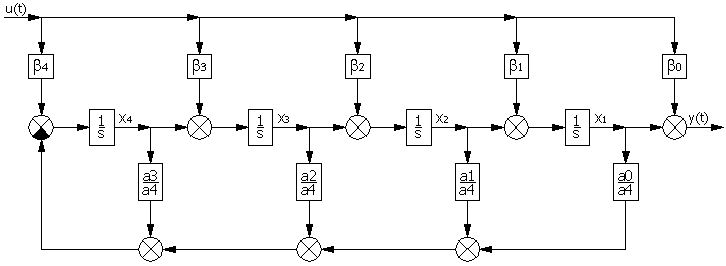 u(t)
β4 β3 β2 β1 β0
1/s x4 1/s x3 1/s x2 1/s x1 y(t)
a3/a4 a2/a4 a1/a4 a0/a4